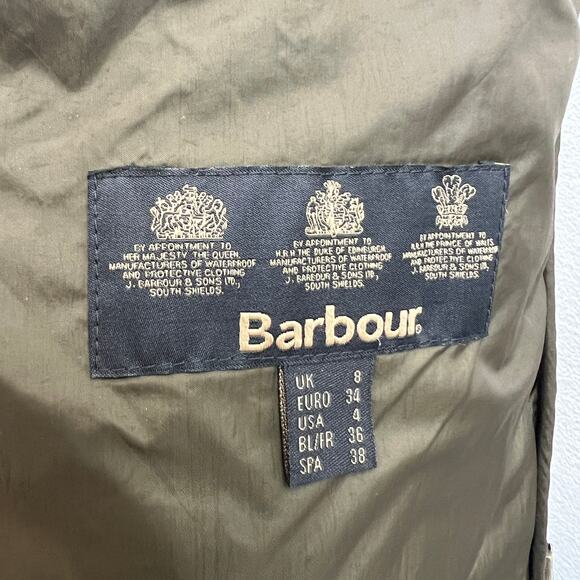 BY APPOINTMENT TO
HER MAJESTY THE QUEEN
MANUFACTURERS OF WATERPROOF
AND PROTECTIVE CLOTHING
J. BARBOUR & SONS LTD.,
SOUTH SHIELDS.
BY APPOINTMENT TO
H.R.H THE DUKE OF EDINBURGH
MANUFACTURERS OF WATERPROOF
AND PROTECTIVE CLOTHING
J. BARBOUR & SONS LTD.,
SOUTH SHIELDS.
BY APPOINTMENT TO
H.R.H THE PRINCE OF WALES
MANUFACTURERS OF WATERPROOF
AND PROTECTIVE CLOTHING
J. BARBOUR & SONS LTD.,
SOUTH SHIELDS.
Barbour®
UK 8
EURO 34
USA 4
BL/FR 36
SPA 38